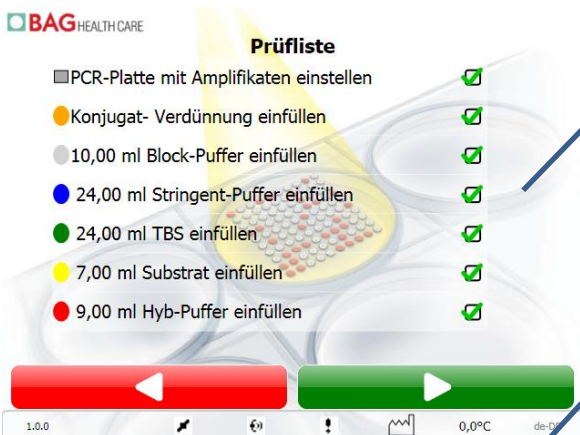 BAG HEALTH CARE
Prüfliste
PCR-Platte mit Amplifikaten einstellen
Konjugat- Verdünnung einfüllen
10,00 ml Block-Puffer einfüllen
24,00 ml Stringent-Puffer einfüllen
24,00 ml TBS einfüllen
7,00 ml Substrat einfüllen
9,00 ml Hyb-Puffer einfüllen
1.0.0 0,0°C